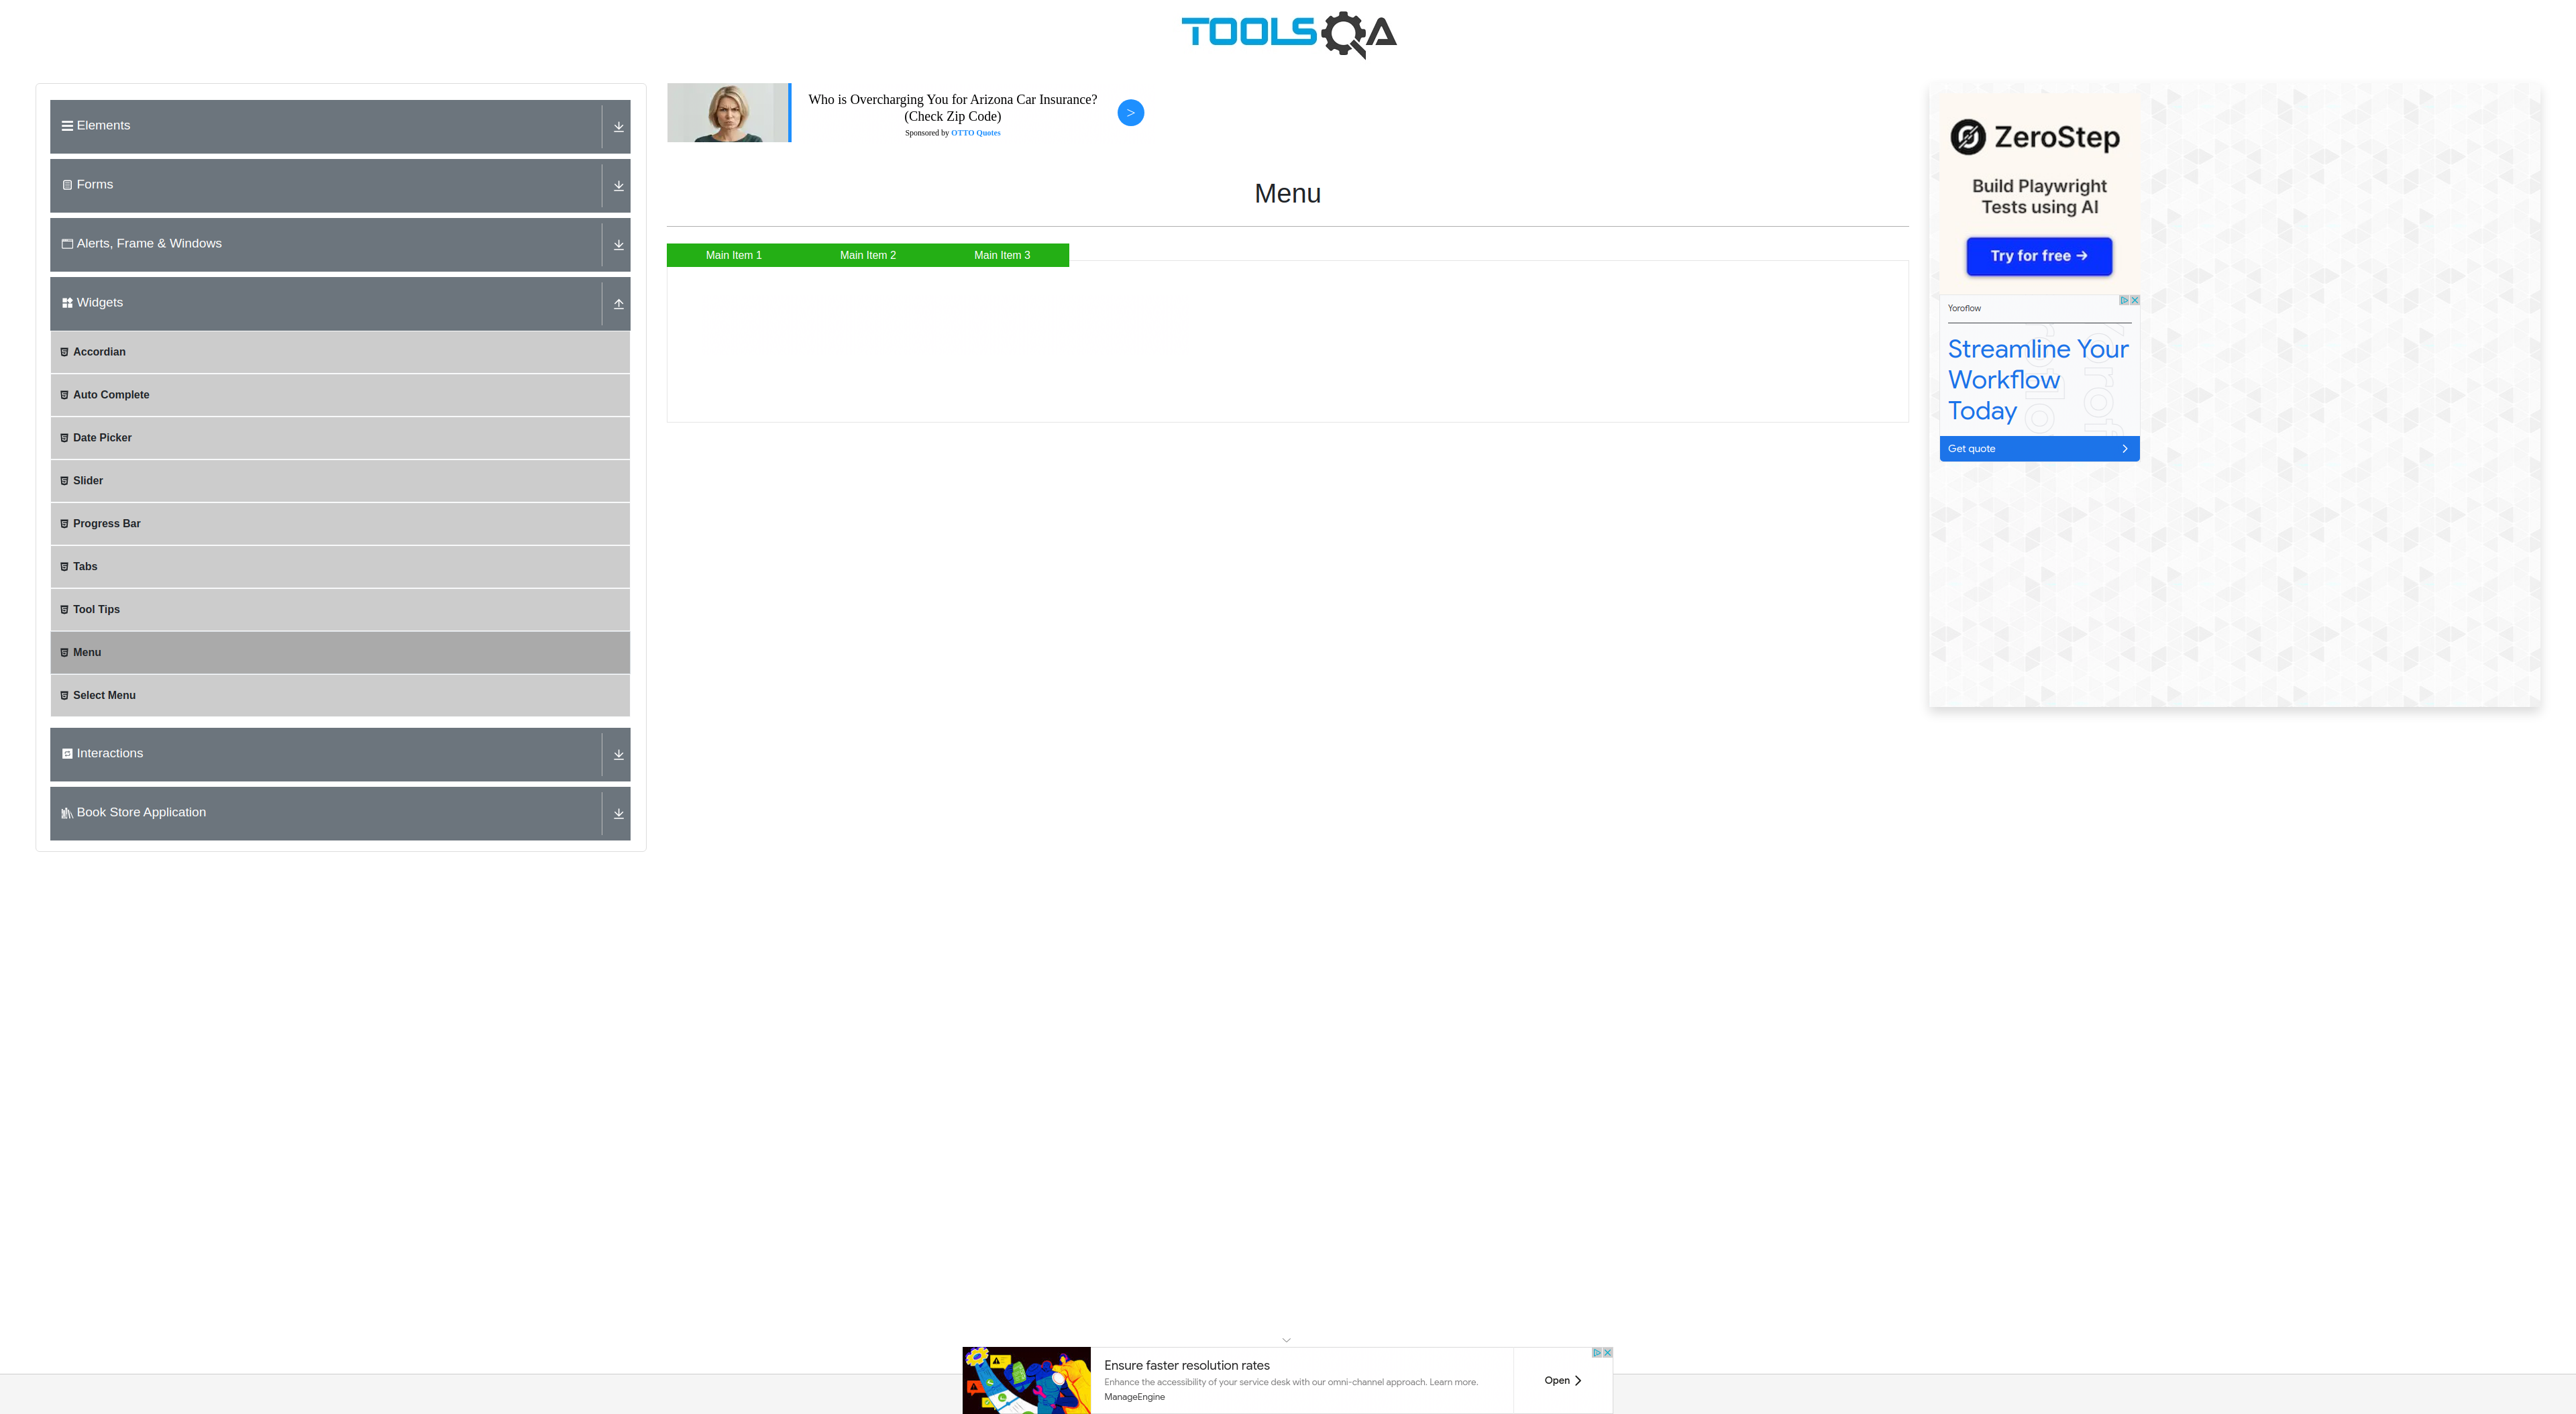 TOOLSQA
Elements
Forms
Alerts, Frame & Windows
Widgets
Accordian
Auto Complete
Date Picker
Slider
Progress Bar
Tabs
Tool Tips
Menu
Select Menu
Interactions
Book Store Application
Who is Overcharging You for Arizona Car Insurance?
(Check Zip Code)
Sponsored by OTTO Quotes
>
Menu
Main Item 1
Main Item 2
Main Item 3
ZeroStep
Build Playwright
Tests using AI
Try for free →
Yoroflow
Streamline Your
Workflow
Today
Get quote
Ensure faster resolution rates
Enhance the accessibility of your service desk with our omni-channel approach. Learn more.
ManageEngine
Open